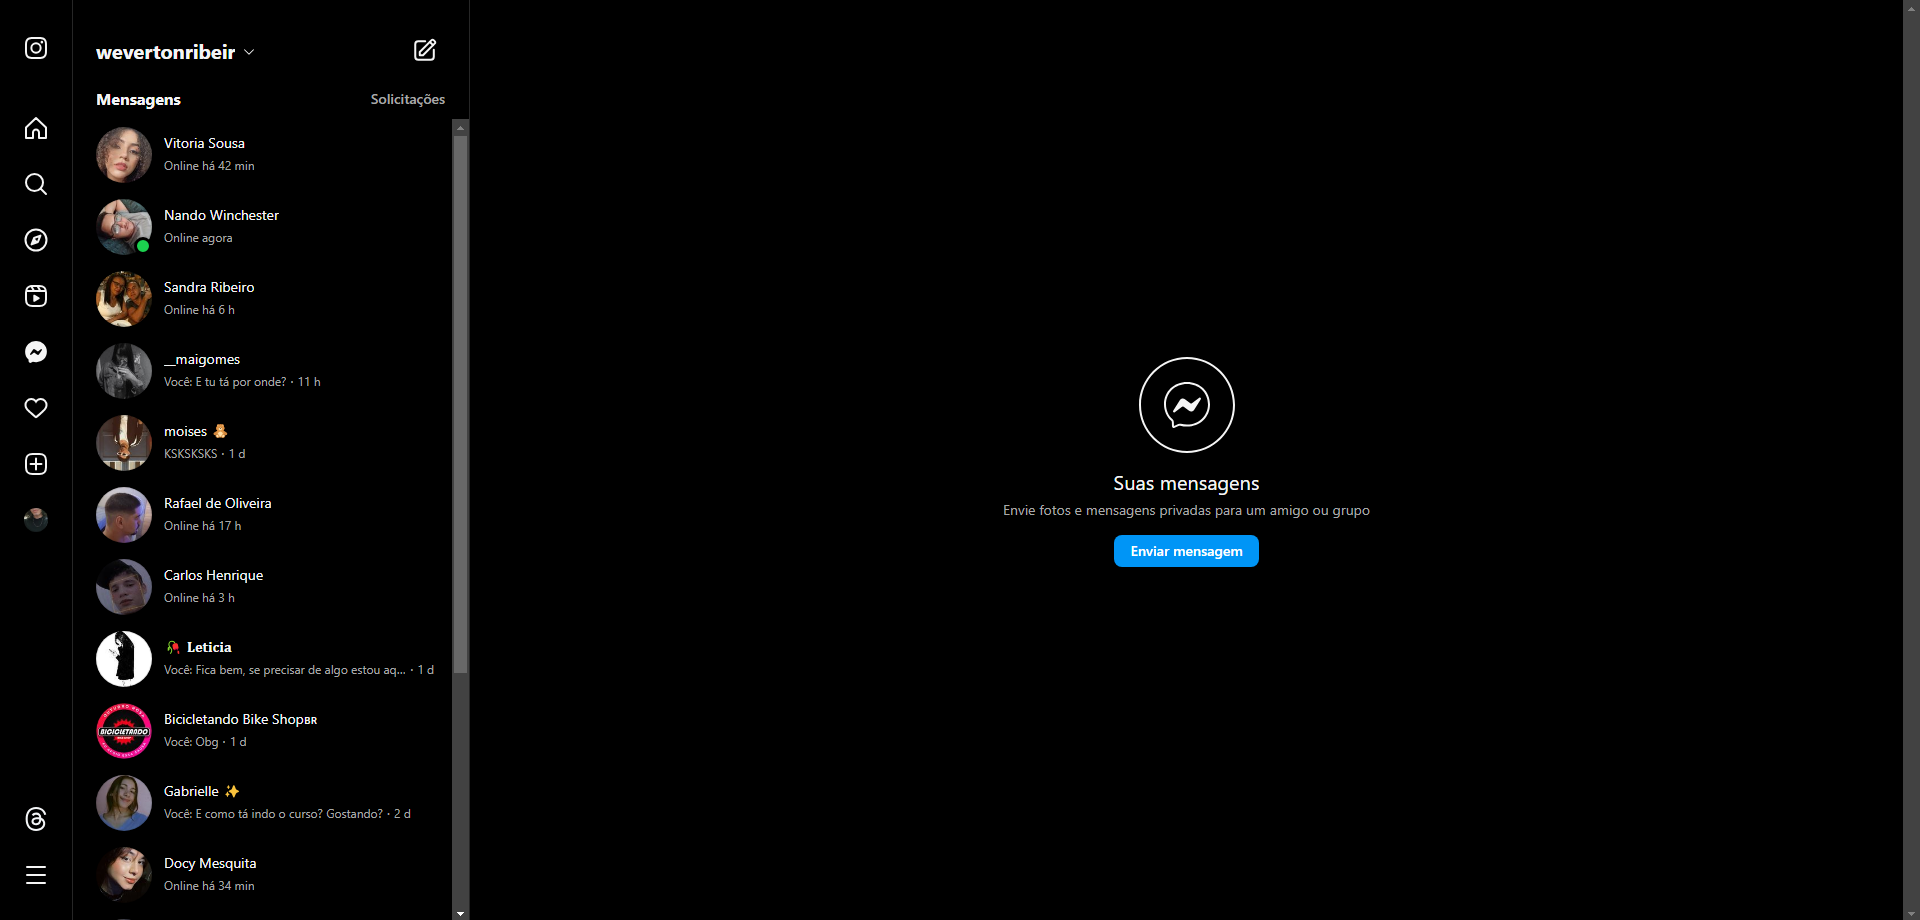 wevertonribeir
Mensagens
Solicitações
Vitoria Sousa
Online há 42 min
Nando Winchester
Online agora
Sandra Ribeiro
Online há 6 h
__maigomes
Você: E tu tá por onde? · 11 h
moises 🧸
KSKSKSKS · 1 d
Rafael de Oliveira
Online há 17 h
Carlos Henrique
Online há 3 h
🥀 𝐋𝐞𝐭𝐢𝐜𝐢𝐚
Você: Fica bem, se precisar de algo estou aq... · 1 d
BICICLETANDO
Bicicletando Bike Shopʙʀ
Você: Obg · 1 d
Gabrielle ✨
Você: E como tá indo o curso? Gostando? · 2 d
Docy Mesquita
Online há 34 min
Suas mensagens
Envie fotos e mensagens privadas para um amigo ou grupo
Enviar mensagem